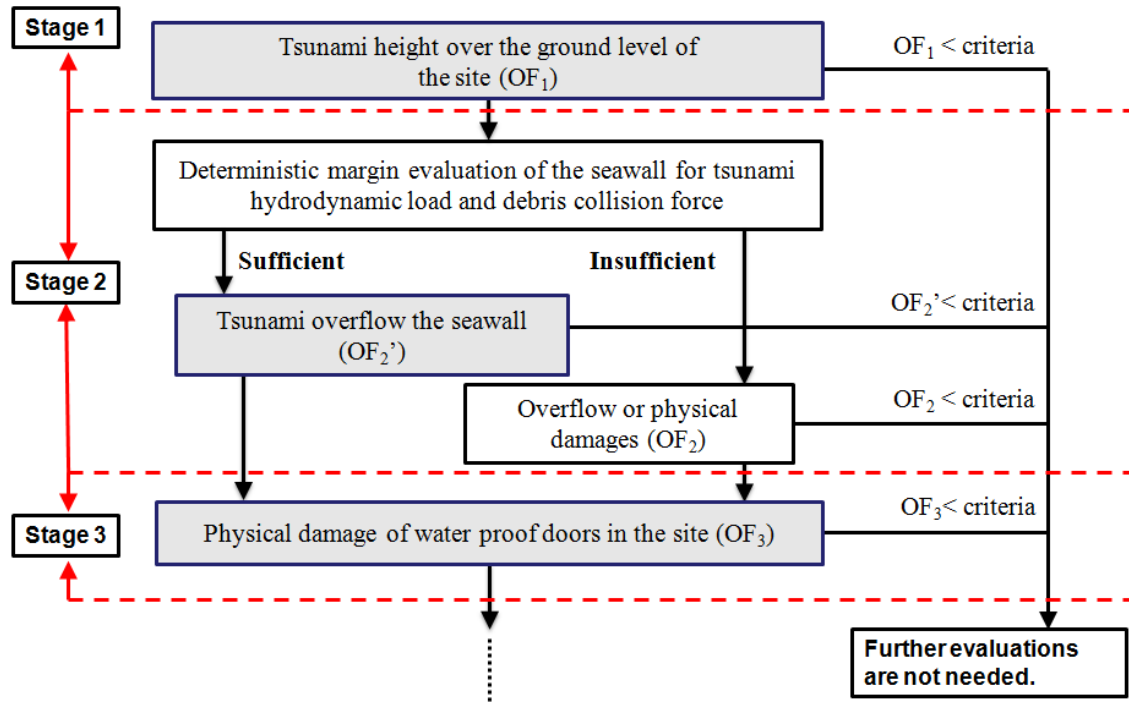 Stage 1
Tsunami height over the ground level of
the site (OF₁)
OF₁ < criteria
Deterministic margin evaluation of the seawall for tsunami
hydrodynamic load and debris collision force
Sufficient
Insufficient
Stage 2
Tsunami overflow the seawall
(OF₂’)
OF₂’< criteria
Overflow or physical
damages (OF₂)
OF₂ < criteria
Stage 3
Physical damage of water proof doors in the site (OF₃)
OF₃< criteria
Further evaluations
are not needed.